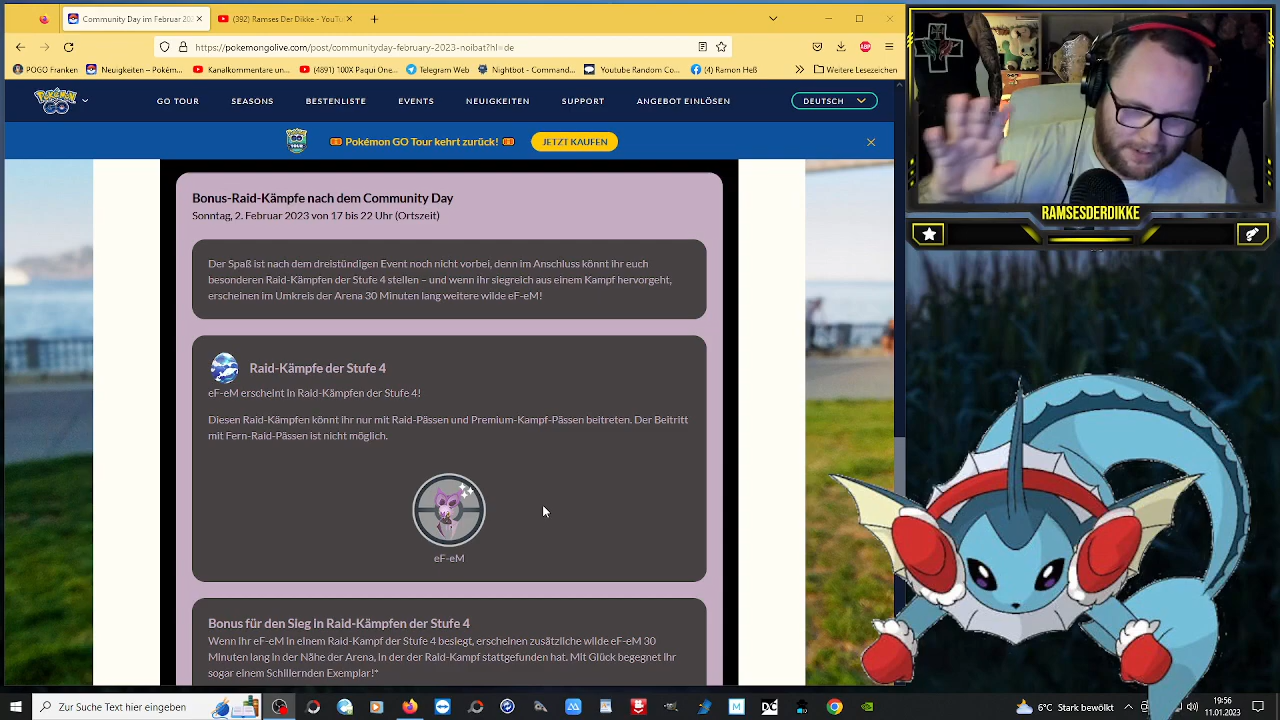 Community Day im Februar 202
(392) Ramses Der Dikke - YouTu
https://pokemongolive.com/post/communityday-february-2023-noibat?hl=de
POGO Franken
Neuigkeiten – Pokém...
Kanalkommentare un...
(4891) 100X Paqui One...
Telegram Web
Nightbot - Comman...
Youtube Random Co...
(4) Ramon Heß
Weitere Lesezeichen
POKÉMON GO
GO TOUR
SEASONS
BESTENLISTE
EVENTS
NEUIGKEITEN
SUPPORT
ANGEBOT EINLÖSEN
DEUTSCH
Pokémon GO Tour kehrt zurück!
JETZT KAUFEN
Bonus-Raid-Kämpfe nach dem Community Day
Sonntag, 2. Februar 2023 von 17 bis 22 Uhr (Ortszeit)
Der Spaß ist nach dem dreistündigen Event noch nicht vorbei, denn im Anschluss könnt ihr euch
besonderen Raid-Kämpfen der Stufe 4 stellen – und wenn ihr siegreich aus einem Kampf hervorgeht,
erscheinen im Umkreis der Arena 30 Minuten lang weitere wilde eF-eM!
Raid-Kämpfe der Stufe 4
eF-eM erscheint in Raid-Kämpfen der Stufe 4!
Diesen Raid-Kämpfen könnt ihr nur mit Raid-Pässen und Premium-Kampf-Pässen beitreten. Der Beitritt
mit Fern-Raid-Pässen ist nicht möglich.
eF-eM
Bonus für den Sieg in Raid-Kämpfen der Stufe 4
Wenn ihr eF-eM in einem Raid-Kampf der Stufe 4 besiegt, erscheinen zusätzliche wilde eF-eM 30
Minuten lang in der Nähe der Arena, in der der Raid-Kampf stattgefunden hat. Mit Glück begegnet ihr
sogar einem Schillernden Exemplar!*
RAMSESDERDIKKE
Zur Suche Text hier eingeben
6°C Stark bewölkt
19:56
11.01.2023